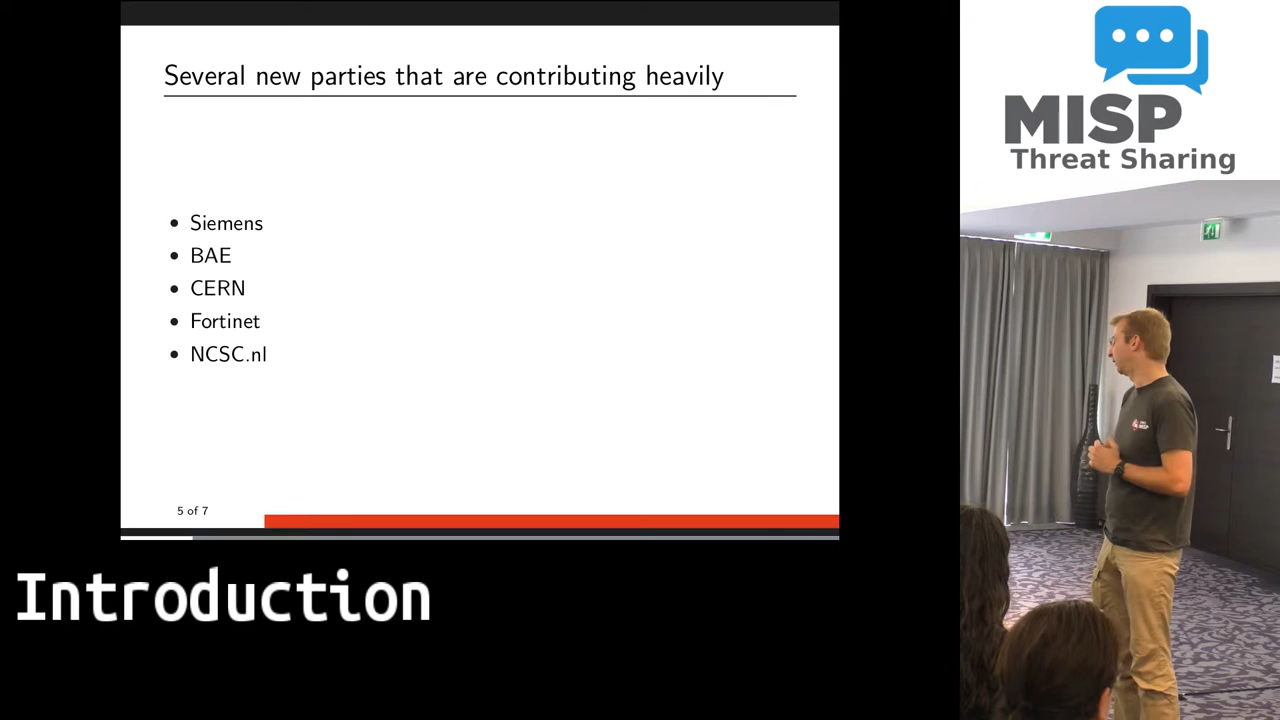 Several new parties that are contributing heavily
• Siemens
• BAE
• CERN
• Fortinet
• NCSC.nl
5 of 7
Introduction
MISP
Threat Sharing